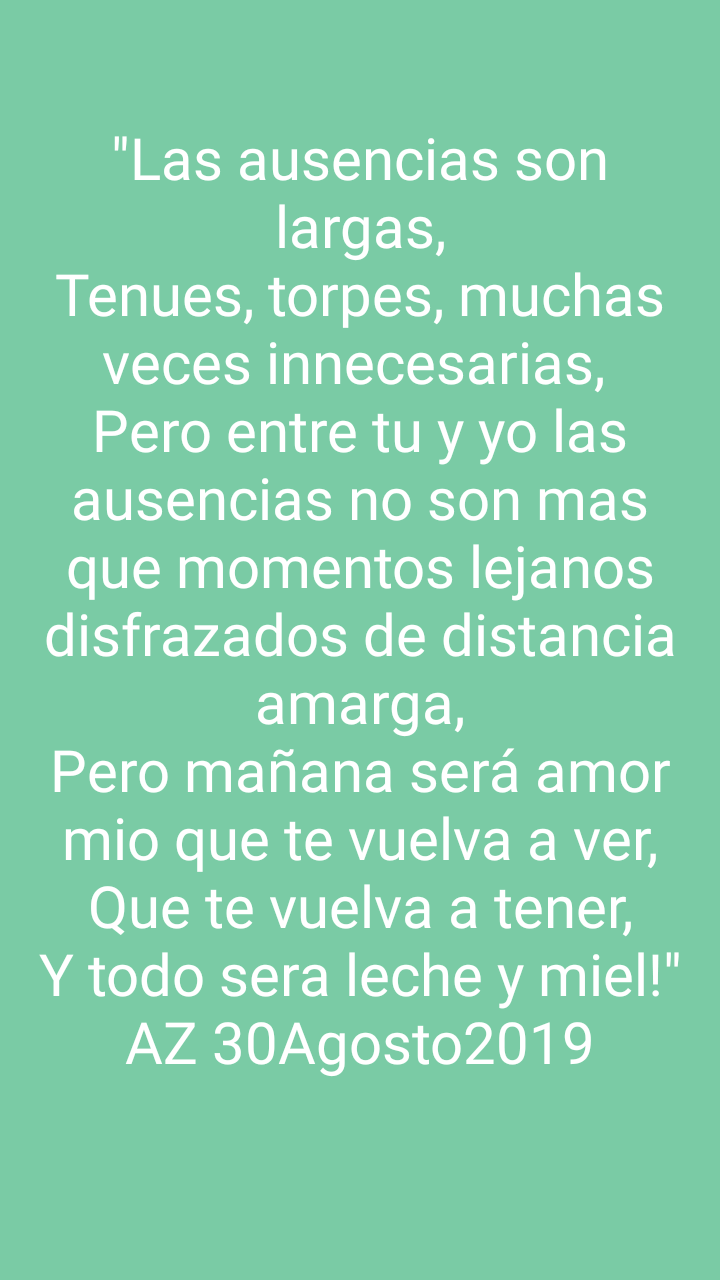 "Las ausencias son
largas,
Tenues, torpes, muchas
veces innecesarias,
Pero entre tu y yo las
ausencias no son mas
que momentos lejanos
disfrazados de distancia
amarga,
Pero mañana será amor
mio que te vuelva a ver,
Que te vuelva a tener,
Y todo sera leche y miel!"
AZ 30Agosto2019